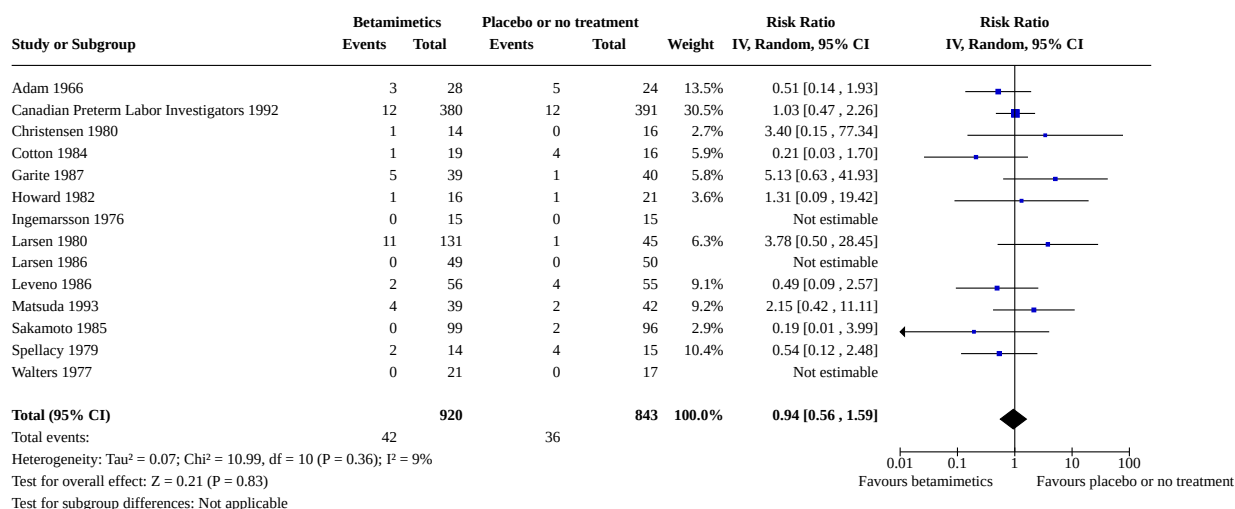 Betamimetics Placebo or no treatment Risk Ratio Risk Ratio
Study or Subgroup Events Total Events Total Weight IV, Random, 95% CI IV, Random, 95% CI
Adam 1966 3 28 5 24 13.5% 0.51 [0.14 , 1.93]
Canadian Preterm Labor Investigators 1992 12 380 12 391 30.5% 1.03 [0.47 , 2.26]
Christensen 1980 1 14 0 16 2.7% 3.40 [0.15 , 77.34]
Cotton 1984 1 19 4 16 5.9% 0.21 [0.03 , 1.70]
Garite 1987 5 39 1 40 5.8% 5.13 [0.63 , 41.93]
Howard 1982 1 16 1 21 3.6% 1.31 [0.09 , 19.42]
Ingemarsson 1976 0 15 0 15 Not estimable
Larsen 1980 11 131 1 45 6.3% 3.78 [0.50 , 28.45]
Larsen 1986 0 49 0 50 Not estimable
Leveno 1986 2 56 4 55 9.1% 0.49 [0.09 , 2.57]
Matsuda 1993 4 39 2 42 9.2% 2.15 [0.42 , 11.11]
Sakamoto 1985 0 99 2 96 2.9% 0.19 [0.01 , 3.99]
Spellacy 1979 2 14 4 15 10.4% 0.54 [0.12 , 2.48]
Walters 1977 0 21 0 17 Not estimable
Total (95% CI) 920 843 100.0% 0.94 [0.56 , 1.59]
Total events: 42 36
Heterogeneity: Tau² = 0.07; Chi² = 10.99, df = 10 (P = 0.36); I² = 9%
0.01 0.1 1 10 100
Test for overall effect: Z = 0.21 (P = 0.83)
Favours betamimetics Favours placebo or no treatment
Test for subgroup differences: Not applicable